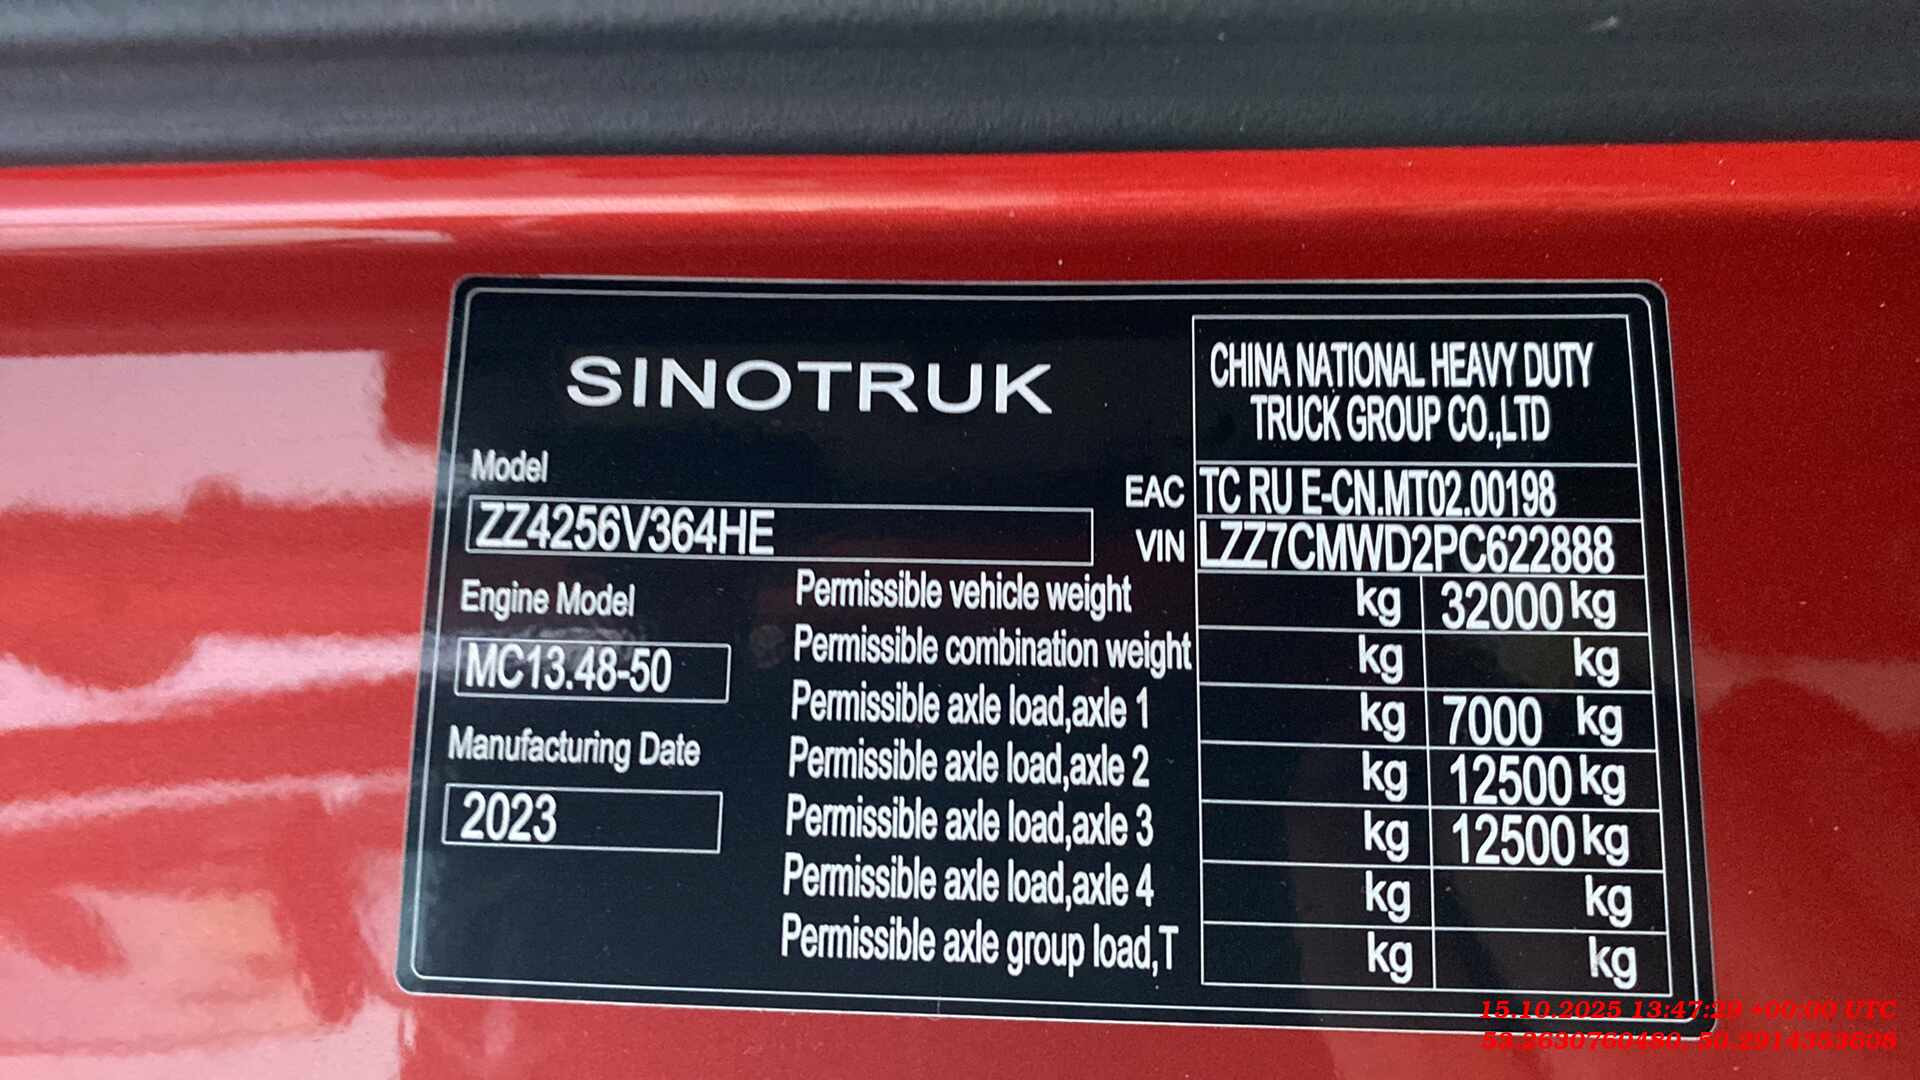 SINOTRUK
CHINA NATIONAL HEAVY DUTY
TRUCK GROUP CO.,LTD
Model
ZZ4256V364HE
EAC TC RU E-CN.MT02.00198
VIN LZZ7CMWD2PC622888
Engine Model
MC13.48-50
Manufacturing Date
2023
Permissible vehicle weight kg 32000 kg
Permissible combination weight kg kg
Permissible axle load,axle 1 kg 7000 kg
Permissible axle load,axle 2 kg 12500 kg
Permissible axle load,axle 3 kg 12500 kg
Permissible axle load,axle 4 kg kg
Permissible axle group load,T kg kg
15.10.2025 13:47:29 +00:00 UTC
53.2630760480, 50.2914353608